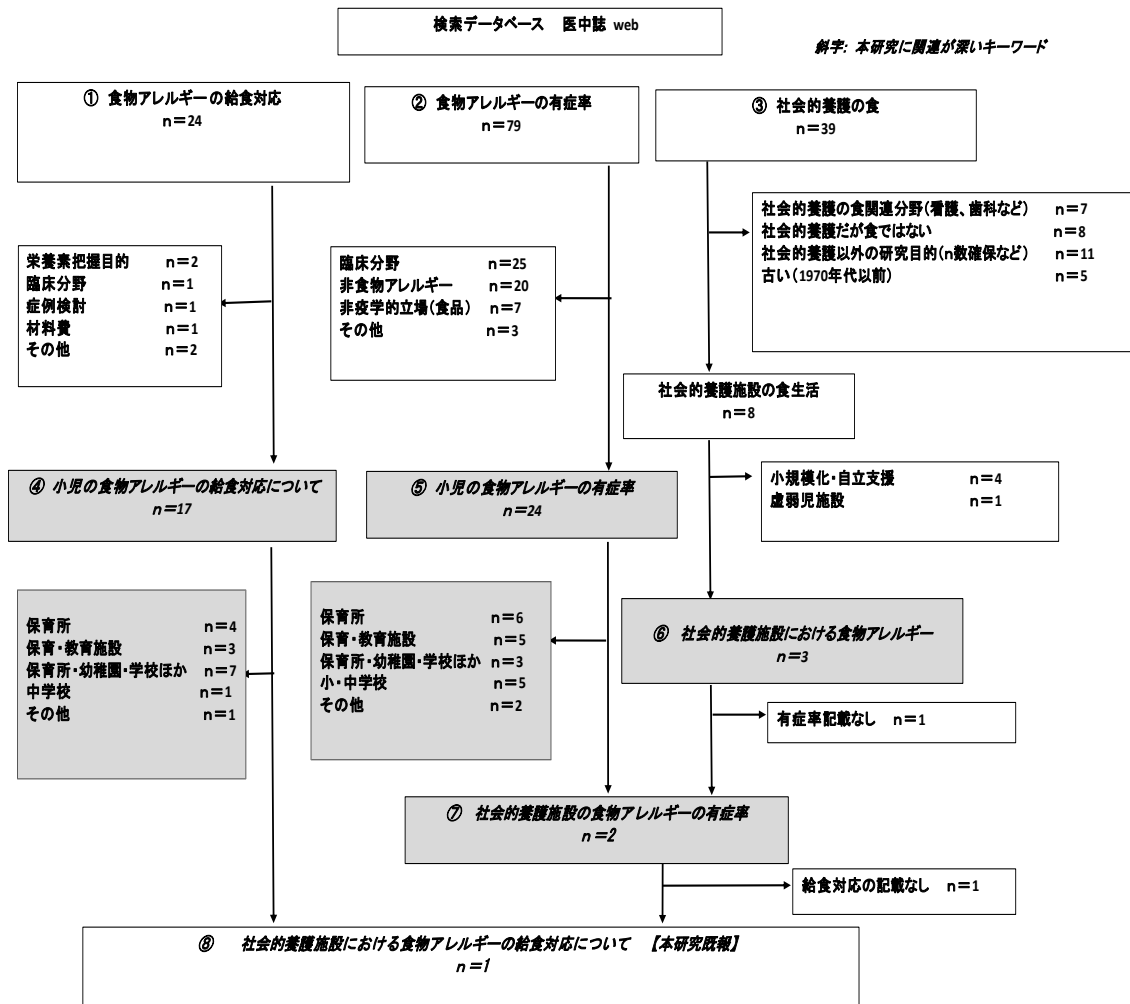 検索データベース 医中誌 web
斜字: 本研究に関連が深いキーワード
① 食物アレルギーの給食対応
n=24
② 食物アレルギーの有症率
n=79
③ 社会的養護の食
n=39
社会的養護の食関連分野(看護、歯科など) n=7
社会的養護だが食ではない n=8
社会的養護以外の研究目的(n数確保など) n=11
古い(1970年代以前) n=5
栄養素把握目的 n=2
臨床分野 n=1
症例検討 n=1
材料費 n=1
その他 n=2
臨床分野 n=25
非食物アレルギー n=20
非疫学的立場(食品) n=7
その他 n=3
社会的養護施設の食生活
n=8
④ 小児の食物アレルギーの給食対応について
n=17
⑤ 小児の食物アレルギーの有症率
n=24
小規模化・自立支援 n=4
虚弱児施設 n=1
保育所 n=4
保育・教育施設 n=3
保育所・幼稚園・学校ほか n=7
中学校 n=1
その他 n=1
保育所 n=6
保育・教育施設 n=5
保育所・幼稚園・学校ほか n=3
小・中学校 n=5
その他 n=2
⑥ 社会的養護施設における食物アレルギー
n=3
有症率記載なし n=1
⑦ 社会的養護施設の食物アレルギーの有症率
n=2
給食対応の記載なし n=1
⑧ 社会的養護施設における食物アレルギーの給食対応について 【本研究既報】
n=1